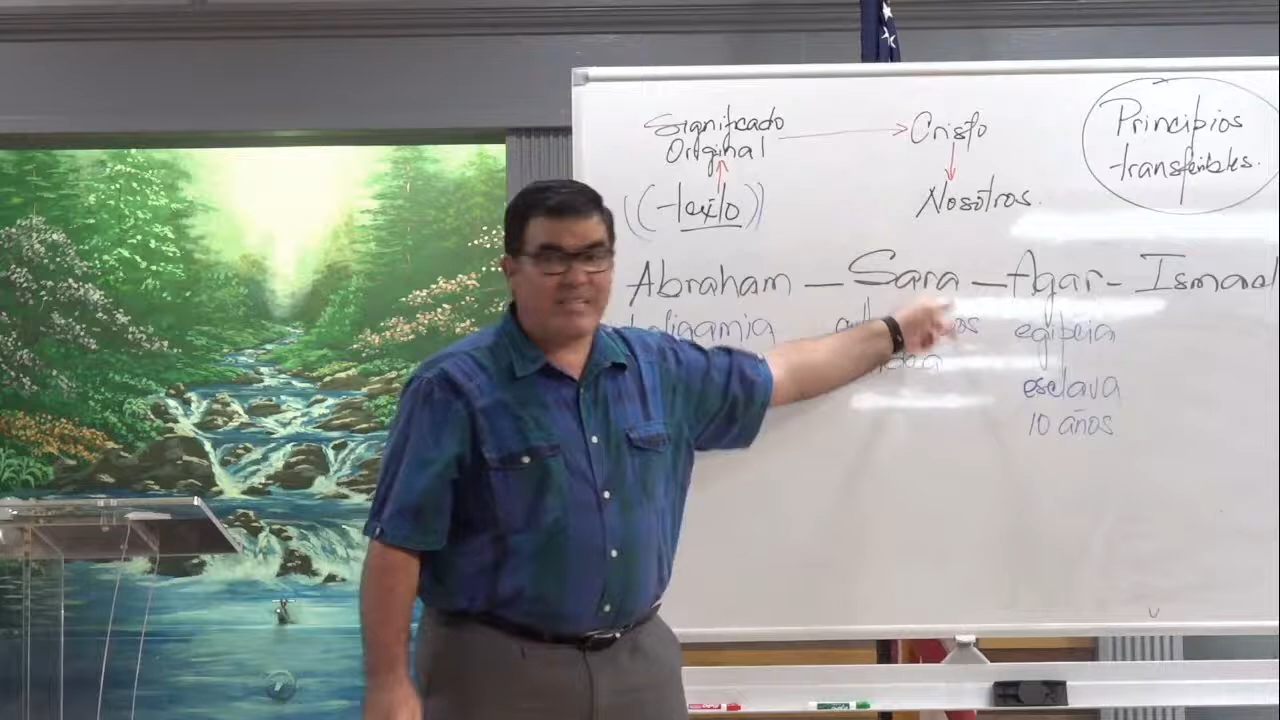 Significado
Original
Cristo
Principios
transferibles.
((texto))
Nosotros.
Abraham — Sara — Agar - Ismael
egipcia
esclava
10 años